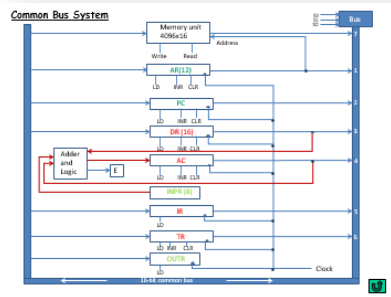 Common Bus System
Bus
Memory unit
4096x16
7
Address
Write Read
AR(12)
1
LD INR CLR
PC
2
LD INR CLR
DR (16)
3
LD INR CLR
Adder
and
Logic
E
AC
4
LD INR CLR
INPR (8)
IR
5
LD
TR
6
LD INR CLR
OUTR
LD
Clock
16-bit common bus